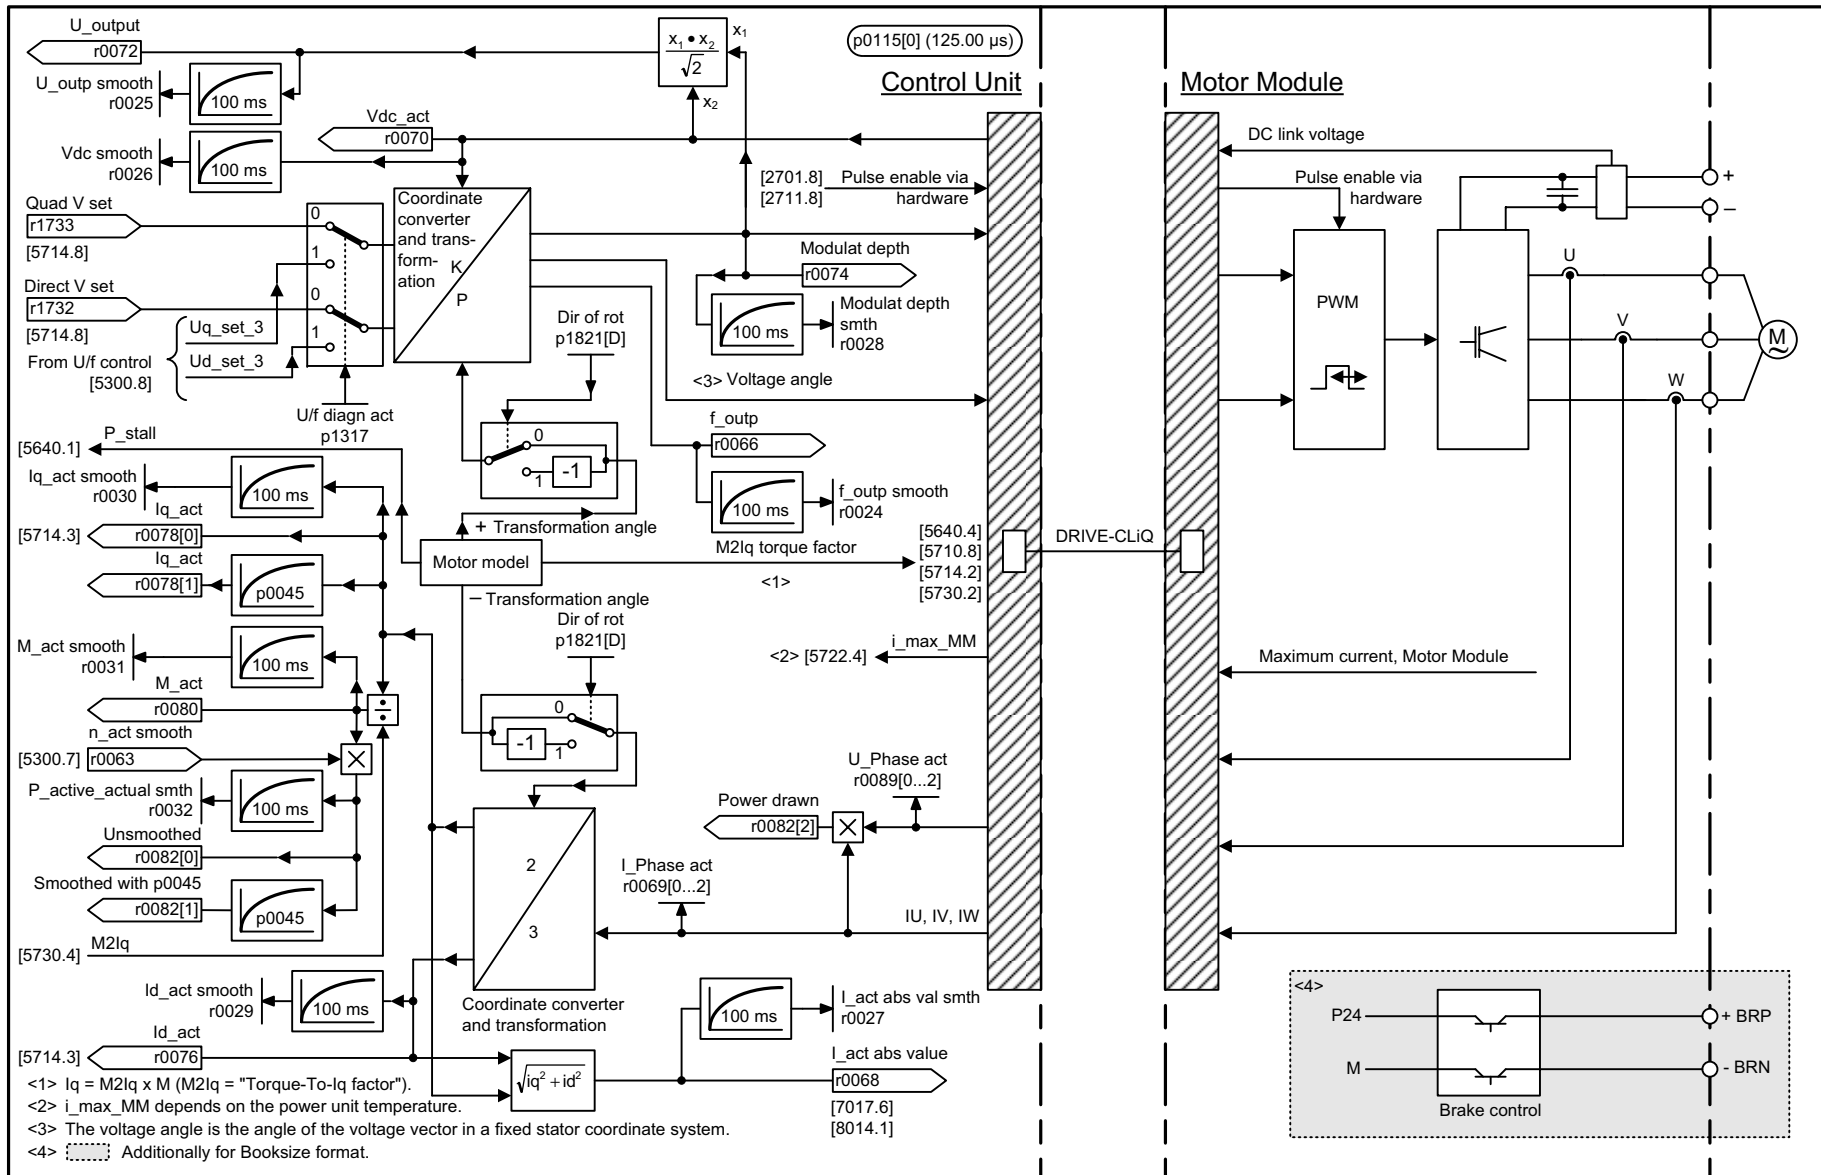 U_output
r0072
U_outp smooth
r0025
100 ms
x₁ • x₂
√2
x₁
x₂
p0115[0] (125.00 µs)
Control Unit
Motor Module
Vdc_act
r0070
Vdc smooth
r0026
100 ms
DC link voltage
[2701.8]
[2711.8]
Pulse enable via
hardware
Pulse enable via
hardware
+
–
Quad V set
r1733
[5714.8]
Direct V set
r1732
[5714.8]
0
1
0
1
Uq_set_3
Ud_set_3
From U/f control
[5300.8]
U/f diagn act
p1317
Coordinate
converter
and trans-
form-
ation
K
P
Modulat depth
r0074
100 ms
Modulat depth
smth
r0028
Dir of rot
p1821[D]
<3> Voltage angle
PWM
U
V
W
M
~
P_stall
[5640.1]
0
1
-1
f_outp
r0066
100 ms
f_outp smooth
r0024
Iq_act smooth
r0030
100 ms
Iq_act
[5714.3]
r0078[0]
Iq_act
r0078[1]
p0045
+ Transformation angle
Motor model
– Transformation angle
M2Iq torque factor
<1>
[5640.4]
[5710.8]
[5714.2]
[5730.2]
DRIVE-CLiQ
Dir of rot
p1821[D]
M_act smooth
r0031
100 ms
M_act
r0080
÷
<2> [5722.4]
i_max_MM
Maximum current, Motor Module
0
1
-1
n_act smooth
[5300.7]
r0063
×
P_active_actual smth
r0032
100 ms
Unsmoothed
r0082[0]
Smoothed with p0045
r0082[1]
p0045
M2Iq
[5730.4]
U_Phase act
r0089[0...2]
Power drawn
r0082[2]
×
I_Phase act
r0069[0...2]
IU, IV, IW
2
3
Coordinate converter
and transformation
Id_act smooth
r0029
100 ms
Id_act
[5714.3]
r0076
√iq² + id²
100 ms
I_act abs val smth
r0027
I_act abs value
r0068
[7017.6]
[8014.1]
<4>
P24
M
+ BRP
- BRN
Brake control
<1> Iq = M2Iq x M (M2Iq = "Torque-To-Iq factor").
<2> i_max_MM depends on the power unit temperature.
<3> The voltage angle is the angle of the voltage vector in a fixed stator coordinate system.
<4> Additionally for Booksize format.